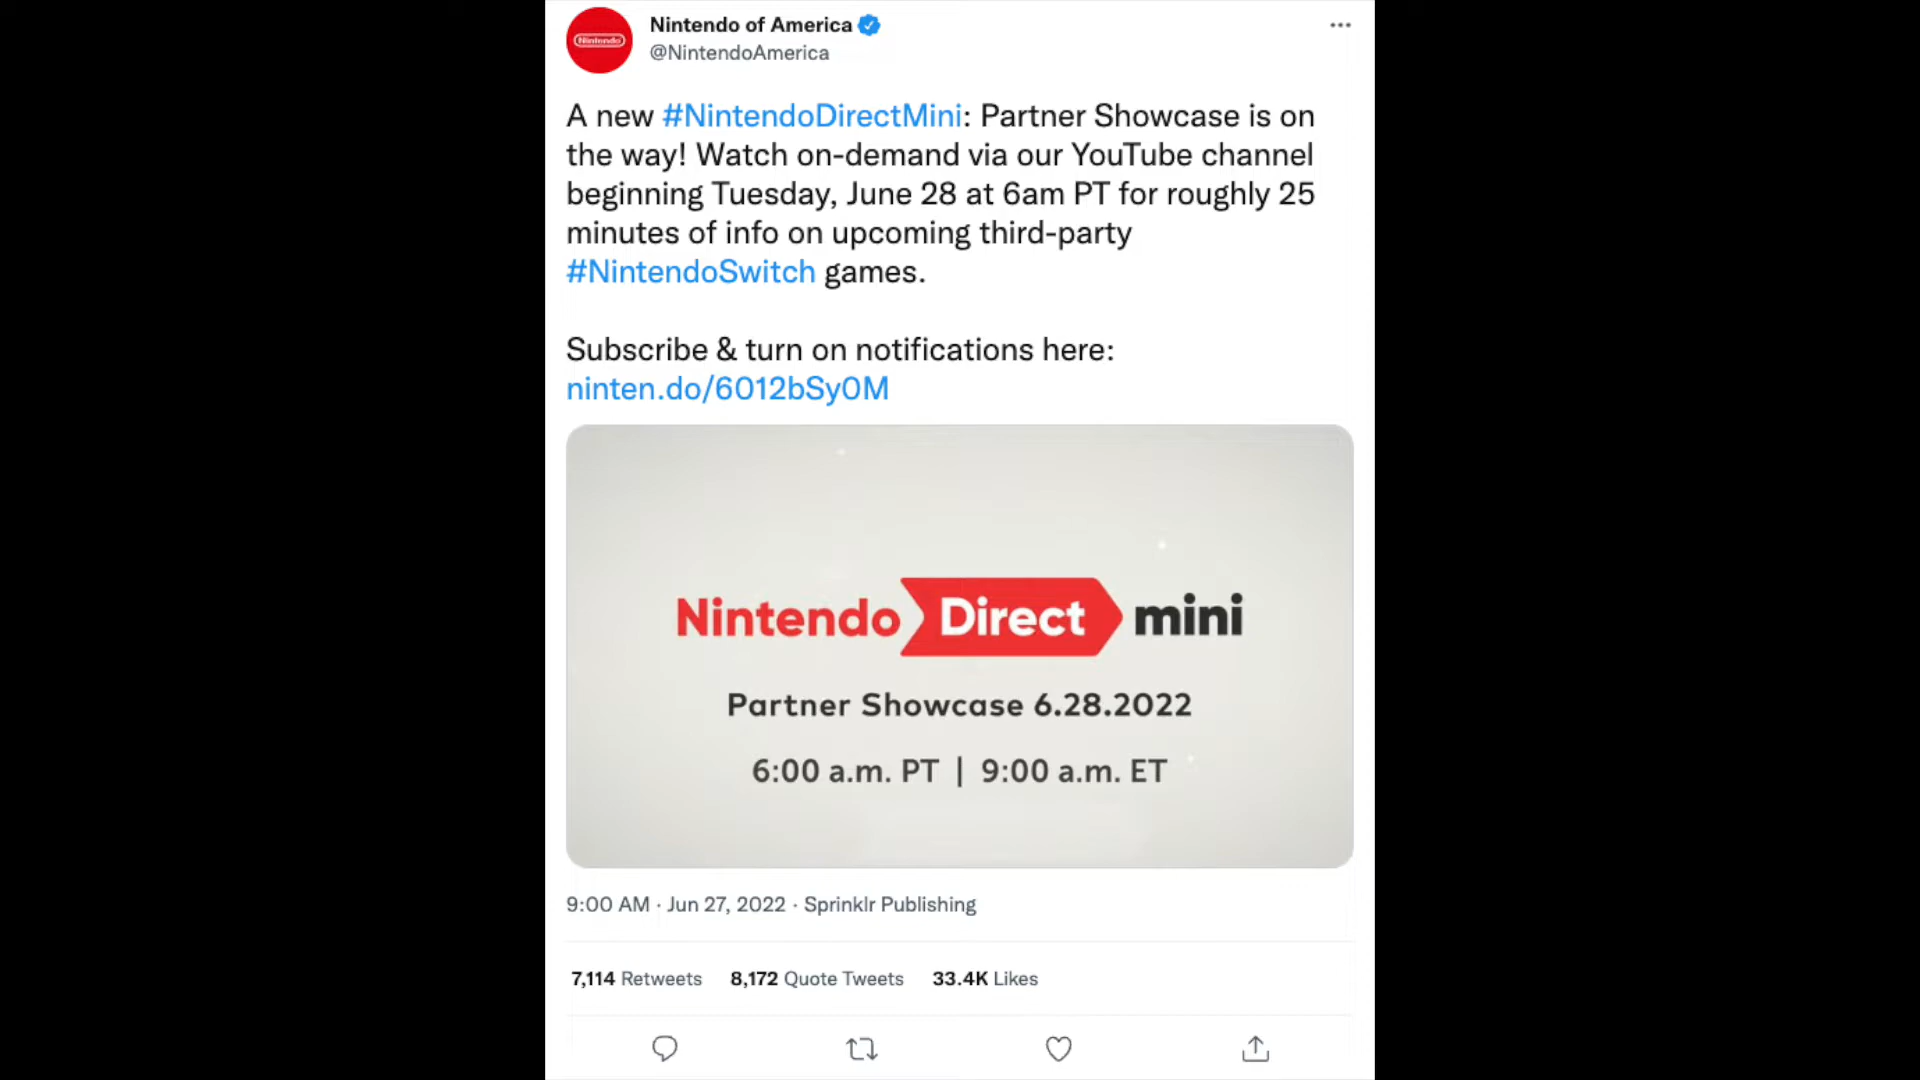 Nintendo of America
Nintendo
@NintendoAmerica
A new #NintendoDirectMini: Partner Showcase is on
the way! Watch on-demand via our YouTube channel
beginning Tuesday, June 28 at 6am PT for roughly 25
minutes of info on upcoming third-party
#NintendoSwitch games.
Subscribe & turn on notifications here:
ninten.do/6012bSy0M
Nintendo Direct mini
Partner Showcase 6.28.2022
6:00 a.m. PT | 9:00 a.m. ET
9:00 AM · Jun 27, 2022 · Sprinklr Publishing
7,114 Retweets 8,172 Quote Tweets 33.4K Likes